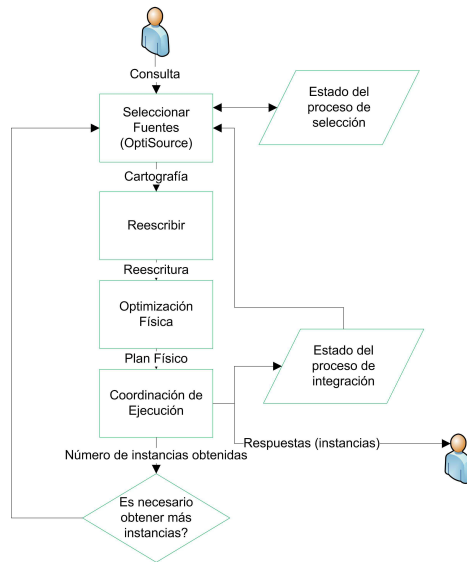 Consulta
Seleccionar
Fuentes
(OptiSource)
Estado del
proceso de
selección
Cartografía
Reescribir
Reescritura
Optimización
Física
Plan Físico
Estado del
proceso de
integración
Coordinación de
Ejecución
Respuestas (instancias)
Número de instancias obtenidas
Es necesario
obtener más
instancias?